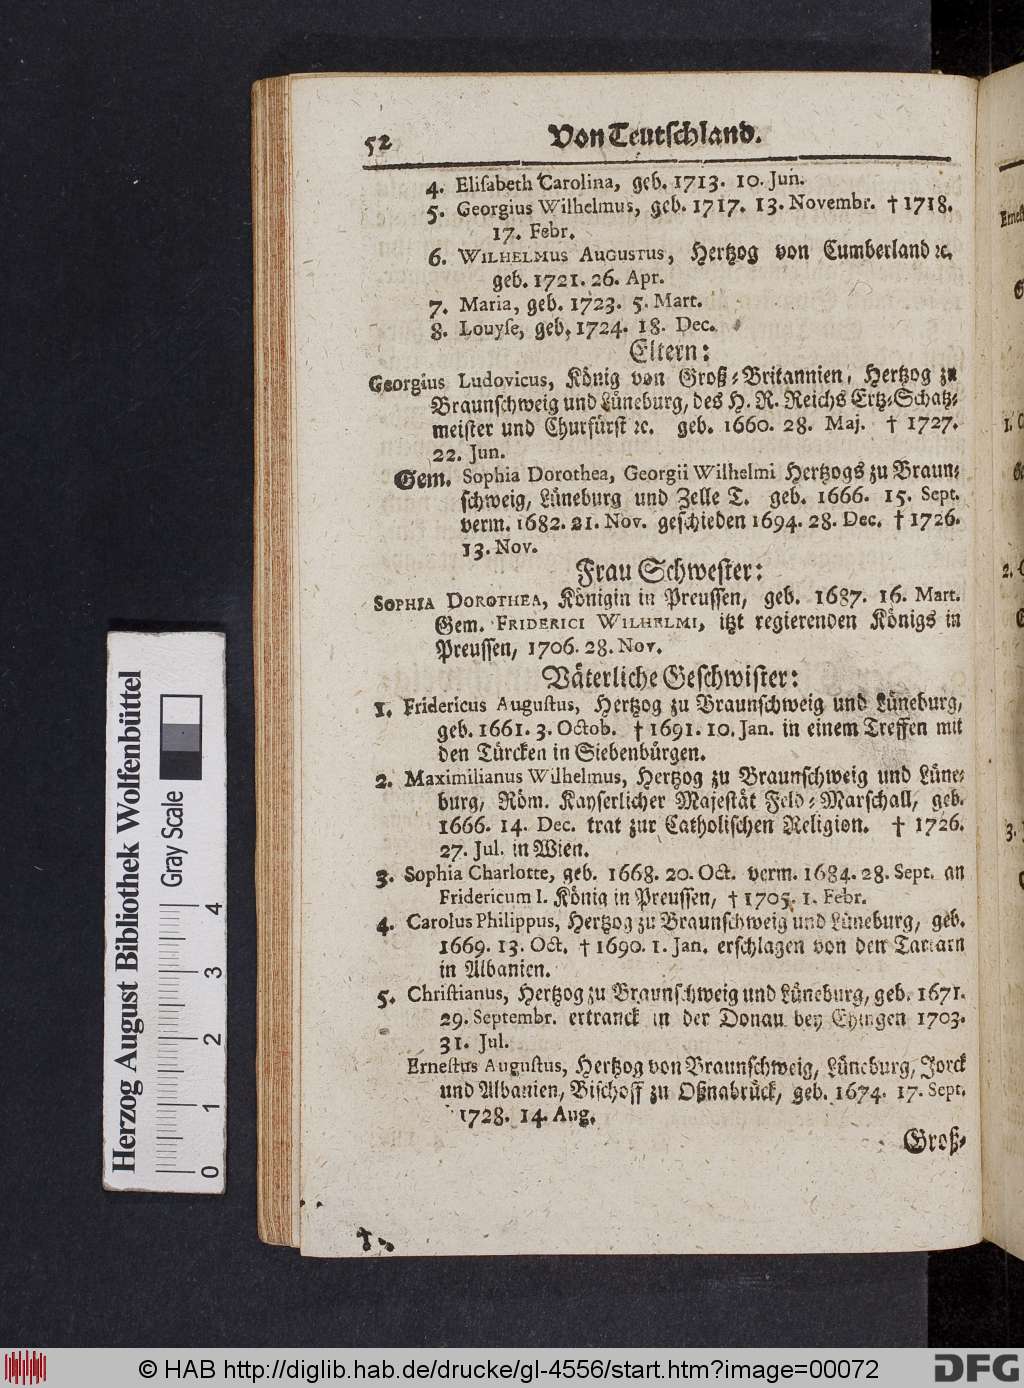 52 Von Teutschland.
4. Elisabeth Carolina, geb. 1713. 10. Jun.
5. Georgius Wilhelmus, geb. 1717. 13. Novembr. † 1718.
17. Febr.
6. WILHELMUS AUGUSTUS, Hertzog von Cumberland ꝛc.
geb. 1721. 26. Apr.
7. Maria, geb. 1723. 5. Mart.
8. Louyse, geb. 1724. 18. Dec.
Eltern:
Georgius Ludovicus, König von Groß-Britannien, Hertzog zu
Braunschweig und Lüneburg, des H. R. Reichs Ertz-Schatz-
meister und Churfürst ꝛc. geb. 1660. 28. Maj. † 1727.
22. Jun.
Gem. Sophia Dorothea, Georgii Wilhelmi Hertzogs zu Braun-
schweig, Lüneburg und Zelle T. geb. 1666. 15. Sept.
verm. 1682. 21. Nov. geschieden 1694. 28. Dec. † 1726.
13. Nov.
Frau Schwester:
SOPHIA DOROTHEA, Königin in Preussen, geb. 1687. 16. Mart.
Gem. FRIDERICI WILHELMI, itzt regierenden Königs in
Preussen, 1706. 28. Nov.
Väterliche Geschwister:
1. Fridericus Augustus, Hertzog zu Braunschweig und Lüneburg,
geb. 1661. 3. Octob. † 1691. 10. Jan. in einem Treffen mit
den Türcken in Siebenbürgen.
2. Maximilianus Wilhelmus, Hertzog zu Braunschweig und Lüne-
burg, Röm. Kayserlicher Majestät Feld-Marschall, geb.
1666. 14. Dec. trat zur Catholischen Religion. † 1726.
27. Jul. in Wien.
3. Sophia Charlotte, geb. 1668. 20. Oct. verm. 1684. 28. Sept. an
Fridericum I. König in Preussen, † 1705. 1. Febr.
4. Carolus Philippus, Hertzog zu Braunschweig und Lüneburg, geb.
1669. 13. Oct. † 1690. 1. Jan. erschlagen von den Tartarn
in Albanien.
5. Christianus, Hertzog zu Braunschweig und Lüneburg, geb. 1671.
29. Septembr. ertranck in der Donau bey Ehingen 1703.
31. Jul.
Ernestus Augustus, Hertzog von Braunschweig, Lüneburg, Jorck
und Albanien, Bischoff zu Oßnabrück, geb. 1674. 17. Sept.
1728. 14. Aug.
Groß-
Herzog August Bibliothek Wolfenbüttel
Gray Scale
0 1 2 3 4
© HAB http://diglib.hab.de/drucke/gl-4556/start.htm?image=00072
DFG